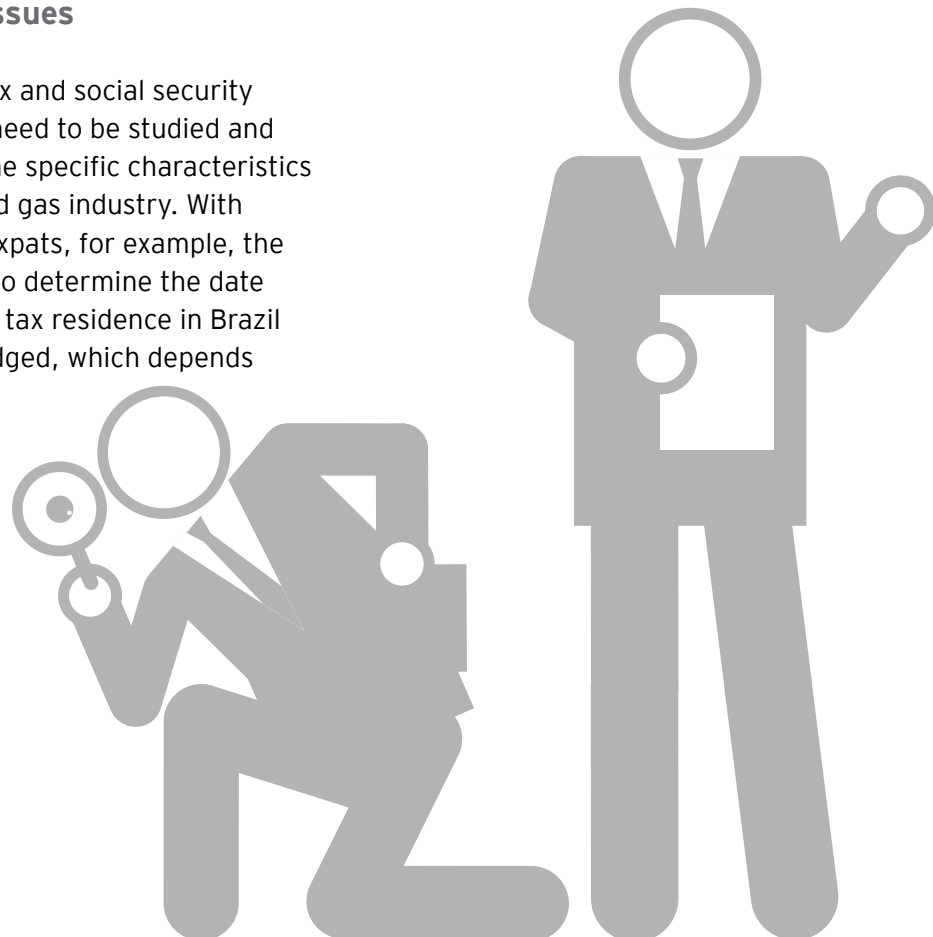 ssues
x and social security
need to be studied and
he specific characteristics
d gas industry. With
xpats, for example, the
o determine the date
tax residence in Brazil
dged, which depends